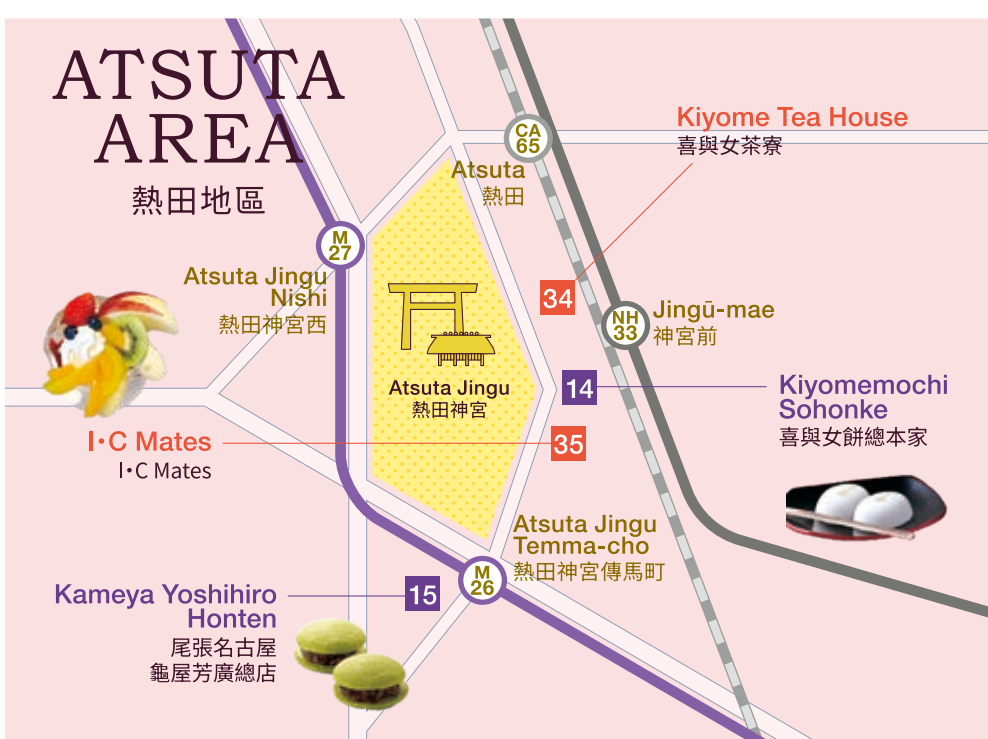 ATSUTA
AREA
熱田地區
CA
65
Atsuta
熱田
Kiyome Tea House
喜與女茶寮
M
27
Atsuta Jingu
Nishi
熱田神宮西
34
NH
33
Jingū-mae
神宮前
Atsuta Jingu
熱田神宮
14
Kiyomemochi
Sohonke
喜與女餅總本家
I・C Mates
I・C Mates
35
Atsuta Jingu
Temma-cho
熱田神宮傳馬町
M
26
15
Kameya Yoshihiro
Honten
尾張名古屋
龜屋芳廣總店